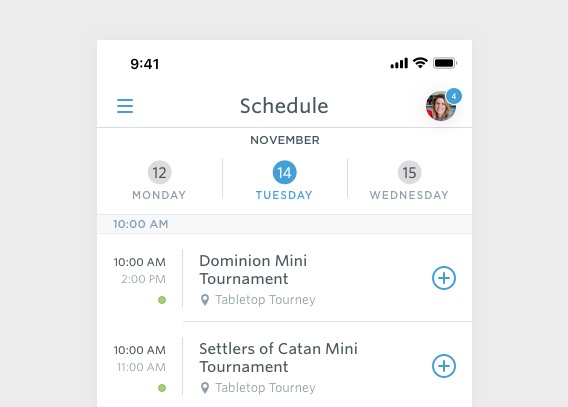 9:41
Schedule
4
NOVEMBER
12
MONDAY
14
TUESDAY
15
WEDNESDAY
10:00 AM
10:00 AM
2:00 PM
Dominion Mini
Tournament
Tabletop Tourney
10:00 AM
11:00 AM
Settlers of Catan Mini
Tournament
Tabletop Tourney